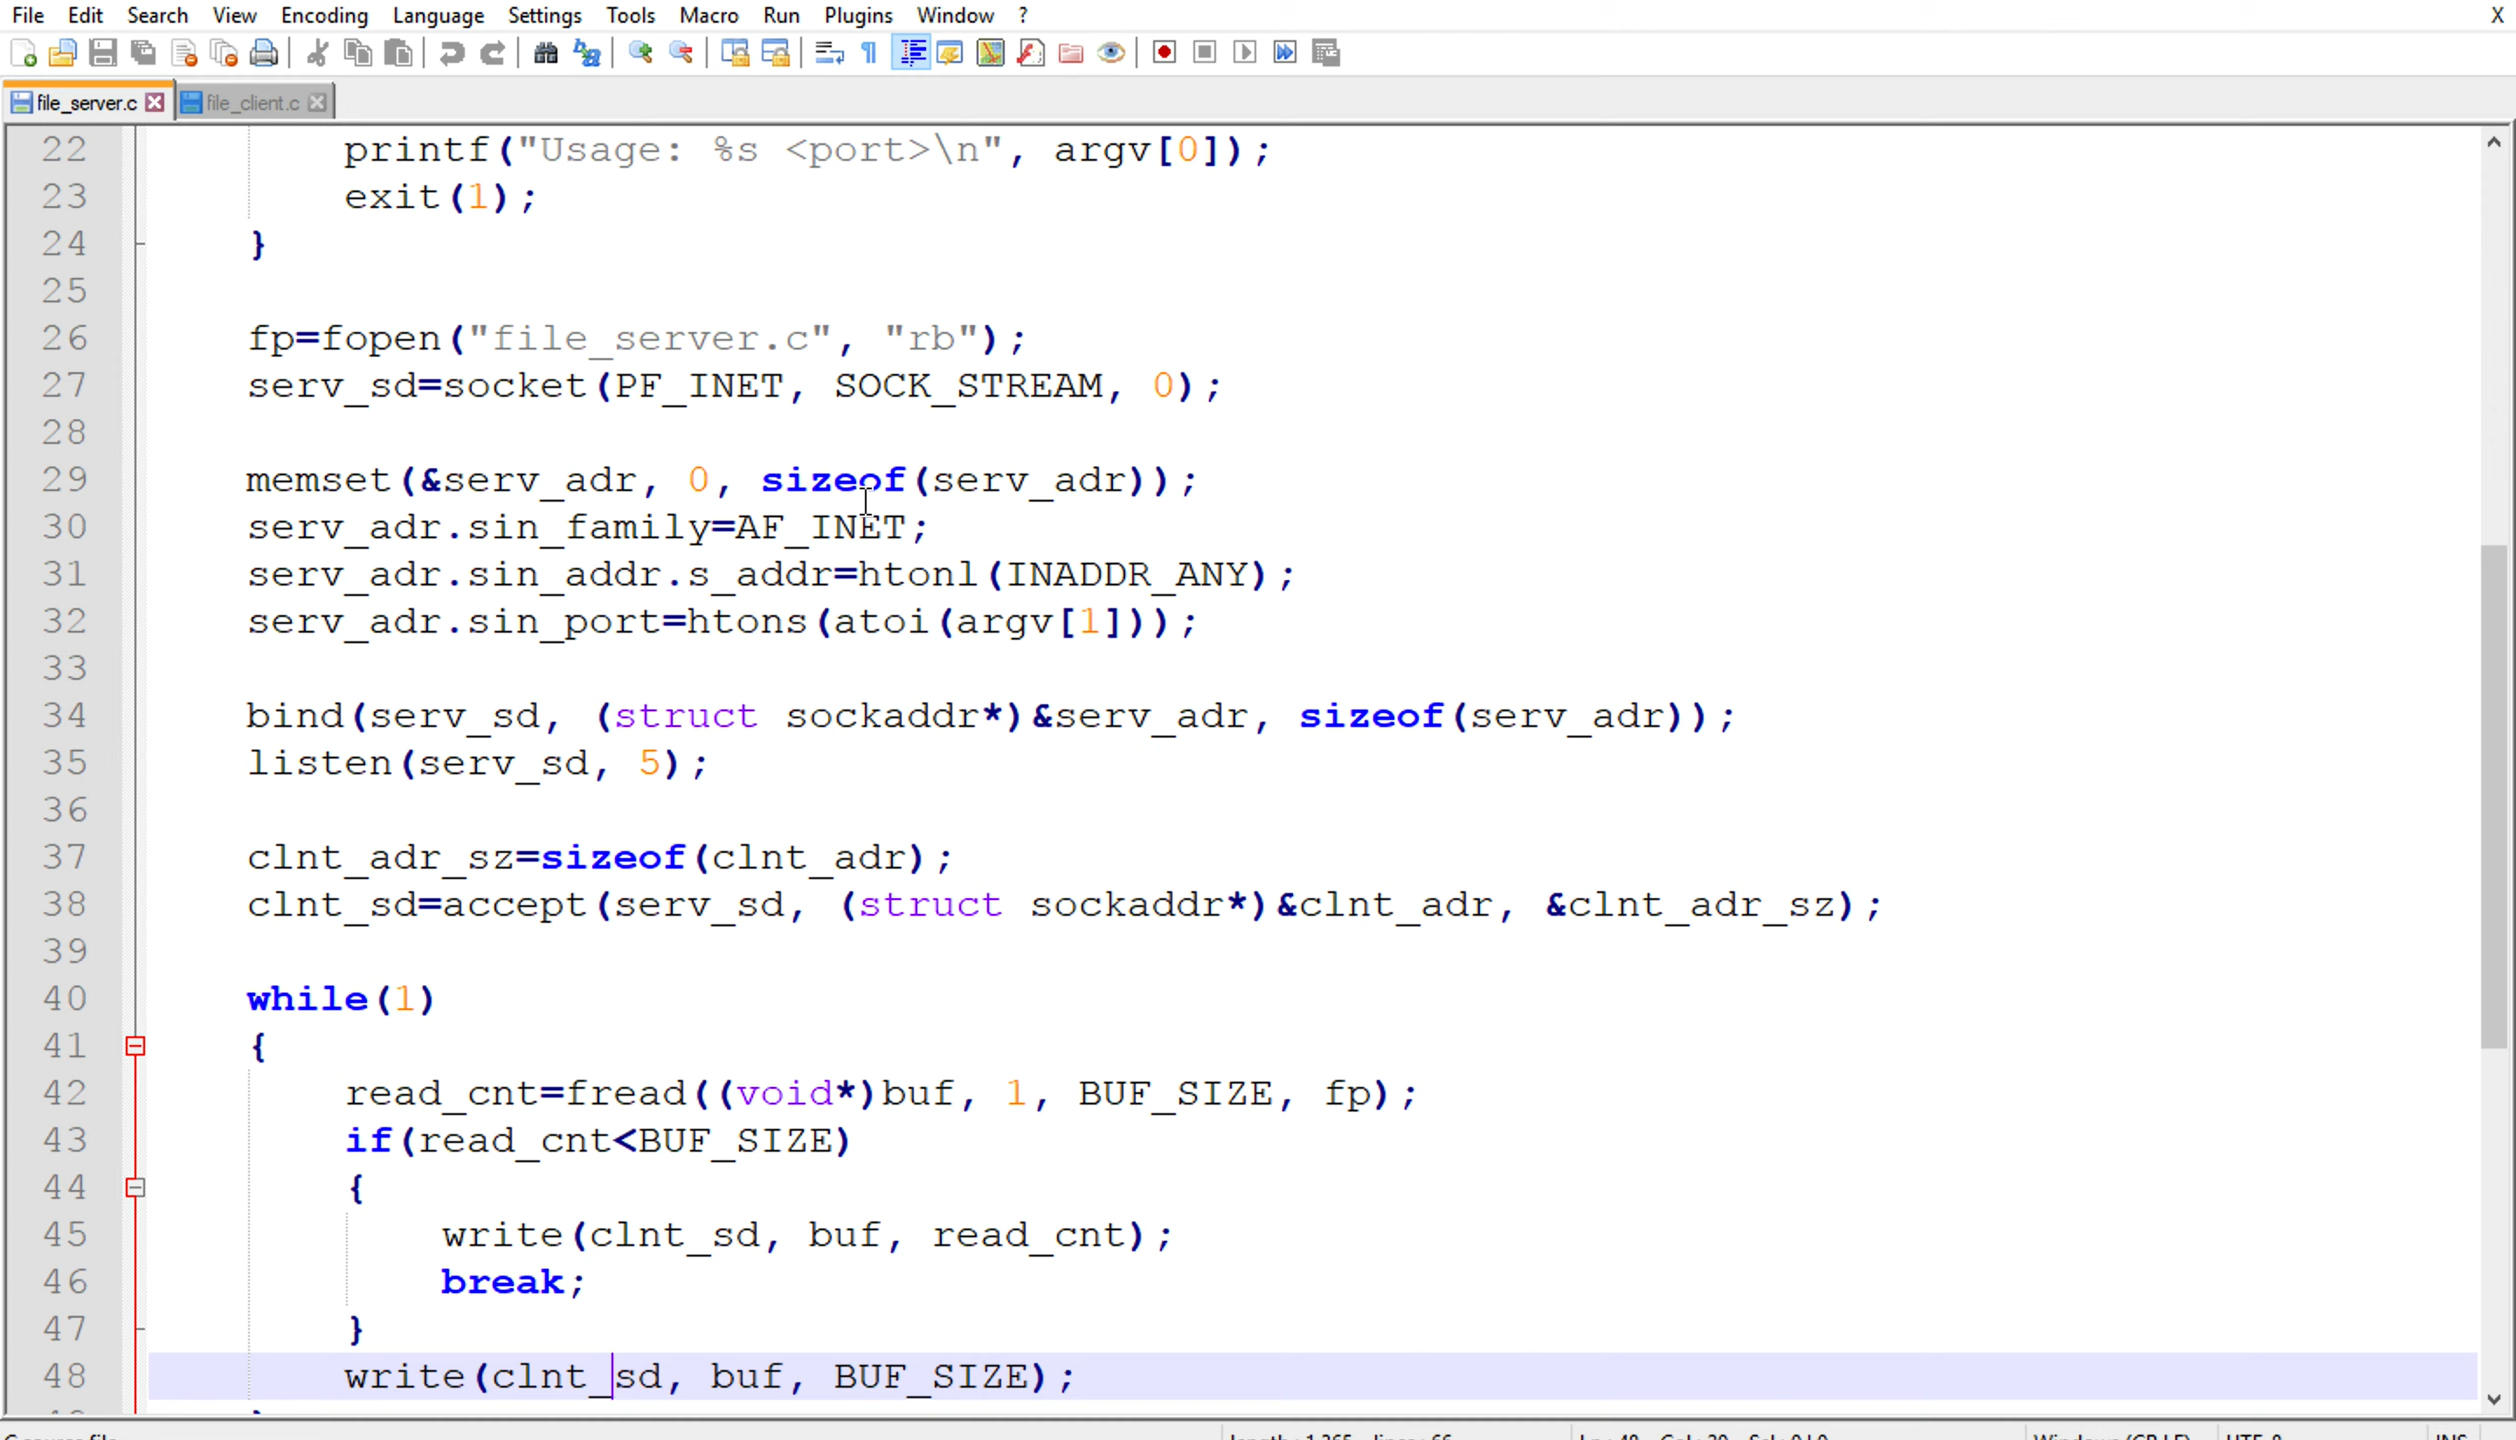 File Edit Search View Encoding Language Settings Tools Macro Run Plugins Window ? X
file_server.c file_client.c
22 printf("Usage: %s <port>\n", argv[0]);
23 exit(1);
24 }
25
26 fp=fopen("file_server.c", "rb");
27 serv_sd=socket(PF_INET, SOCK_STREAM, 0);
28
29 memset(&serv_adr, 0, sizeof(serv_adr));
30 serv_adr.sin_family=AF_INET;
31 serv_adr.sin_addr.s_addr=htonl(INADDR_ANY);
32 serv_adr.sin_port=htons(atoi(argv[1]));
33
34 bind(serv_sd, (struct sockaddr*)&serv_adr, sizeof(serv_adr));
35 listen(serv_sd, 5);
36
37 clnt_adr_sz=sizeof(clnt_adr);
38 clnt_sd=accept(serv_sd, (struct sockaddr*)&clnt_adr, &clnt_adr_sz);
39
40 while(1)
41 {
42 read_cnt=fread((void*)buf, 1, BUF_SIZE, fp);
43 if(read_cnt<BUF_SIZE)
44 {
45 write(clnt_sd, buf, read_cnt);
46 break;
47 }
48 write(clnt_sd, buf, BUF_SIZE);